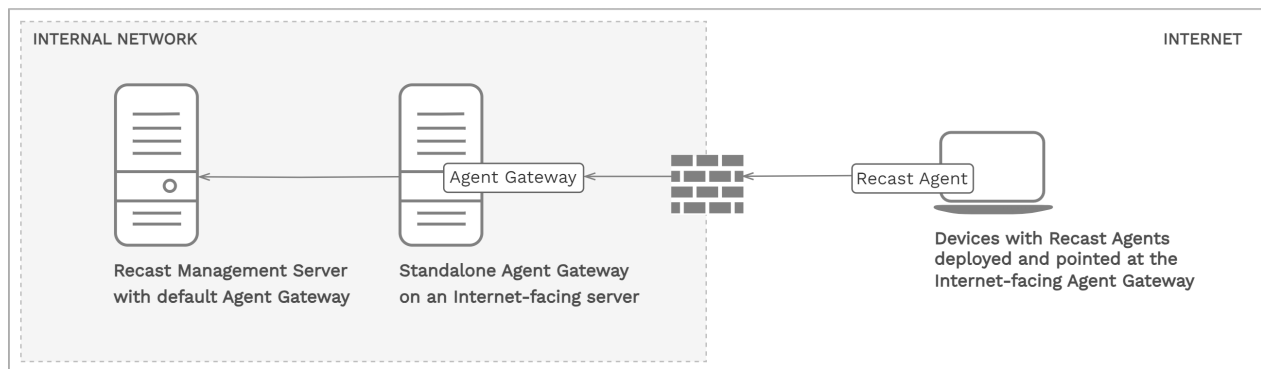 INTERNAL NETWORK
INTERNET
Agent Gateway
Recast Agent
Recast Management Server
with default Agent Gateway
Standalone Agent Gateway
on an Internet-facing server
Devices with Recast Agents
deployed and pointed at the
Internet-facing Agent Gateway